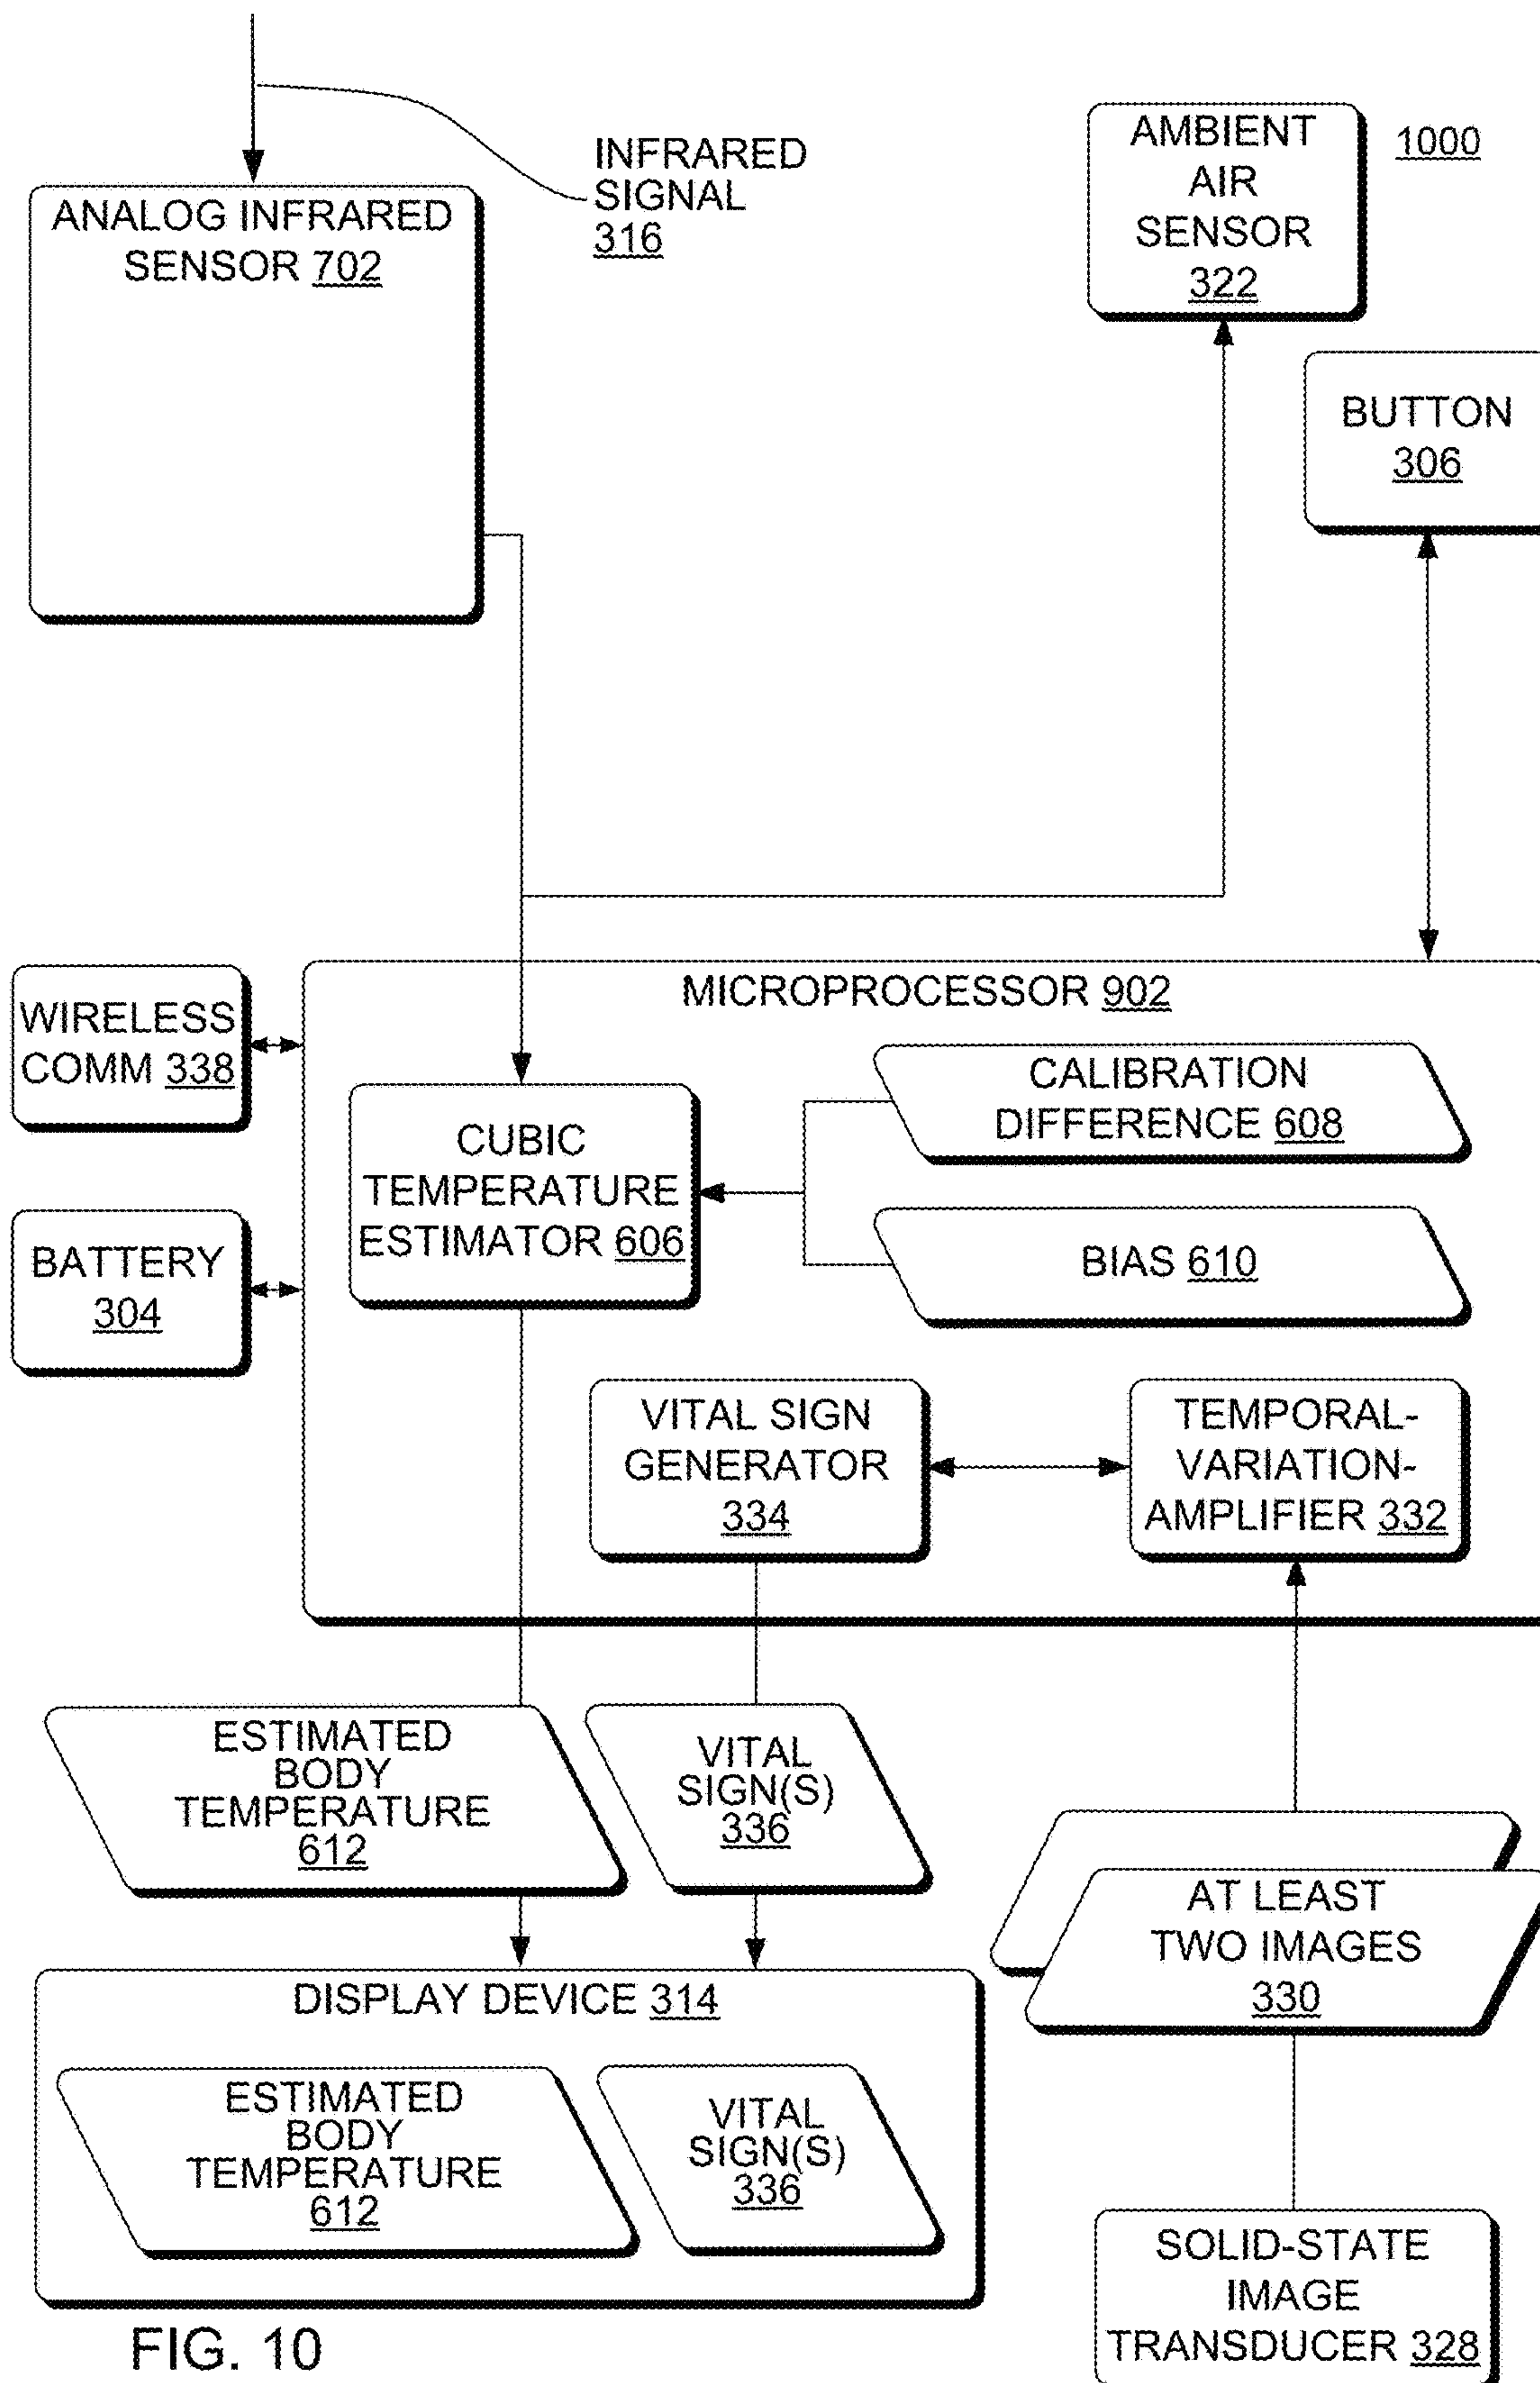 INFRARED
SIGNAL
316
ANALOG INFRARED
SENSOR 702
AMBIENT
AIR
SENSOR
322
1000
BUTTON
306
MICROPROCESSOR 902
WIRELESS
COMM 338
BATTERY
304
CUBIC
TEMPERATURE
ESTIMATOR 606
CALIBRATION
DIFFERENCE 608
BIAS 610
VITAL SIGN
GENERATOR
334
TEMPORAL-
VARIATION-
AMPLIFIER 332
ESTIMATED
BODY
TEMPERATURE
612
VITAL
SIGN(S)
336
AT LEAST
TWO IMAGES
330
DISPLAY DEVICE 314
ESTIMATED
BODY
TEMPERATURE
612
VITAL
SIGN(S)
336
SOLID-STATE
IMAGE
TRANSDUCER 328
FIG. 10